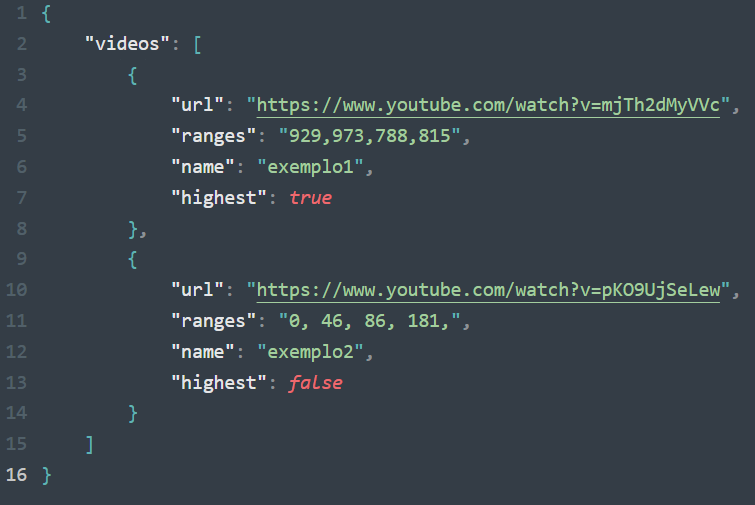 1 {
2     "videos": [
3         {
4             "url": "https://www.youtube.com/watch?v=mjTh2dMyVVc",
5             "ranges": "929,973,788,815",
6             "name": "exemplo1",
7             "highest": true
8         },
9         {
10             "url": "https://www.youtube.com/watch?v=pKO9UjSeLew",
11             "ranges": "0, 46, 86, 181,",
12             "name": "exemplo2",
13             "highest": false
14         }
15     ]
16 }